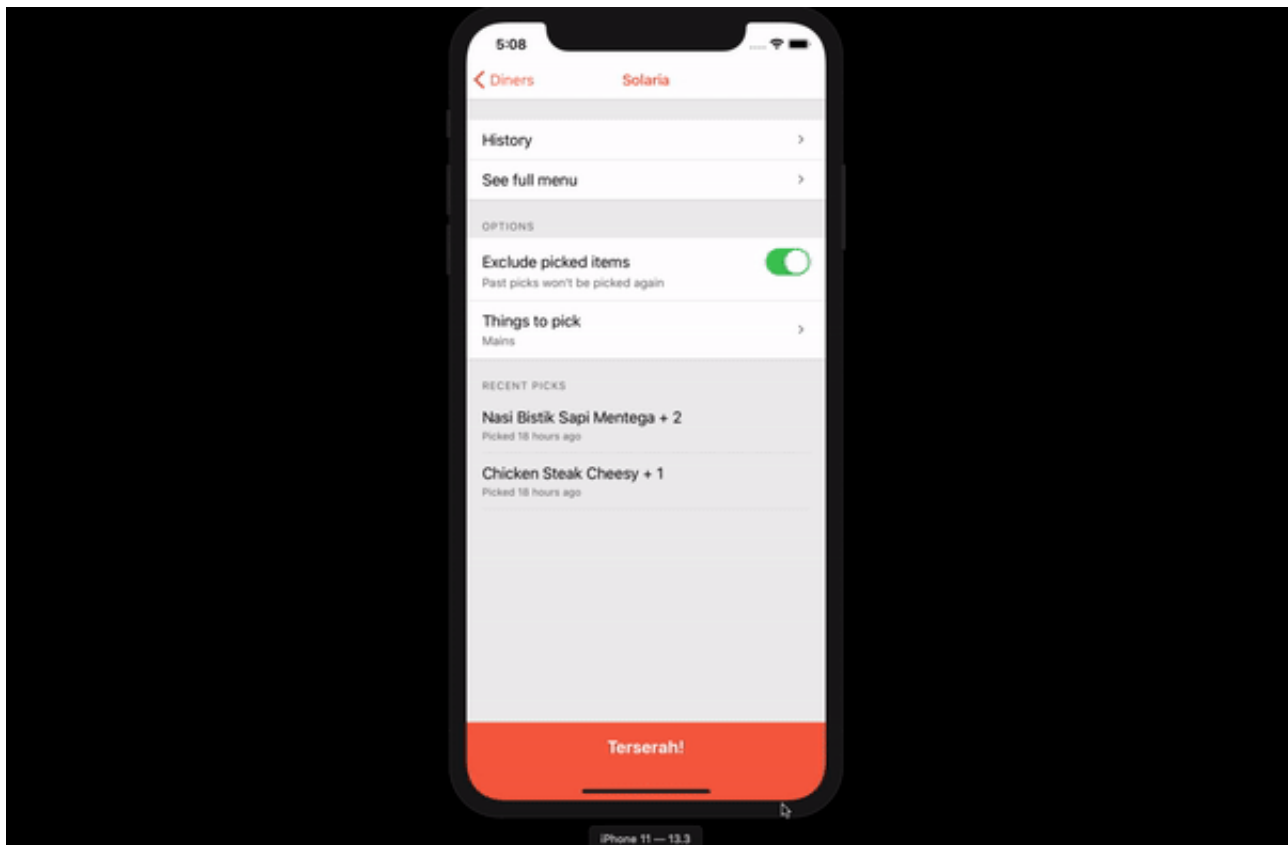 5:08
Diners
Solaria
History
See full menu
OPTIONS
Exclude picked items
Past picks won't be picked again
Things to pick
Mains
RECENT PICKS
Nasi Bistik Sapi Mentega + 2
Picked 18 hours ago
Chicken Steak Cheesy + 1
Picked 18 hours ago
Terserah!
iPhone 11 — 13.3